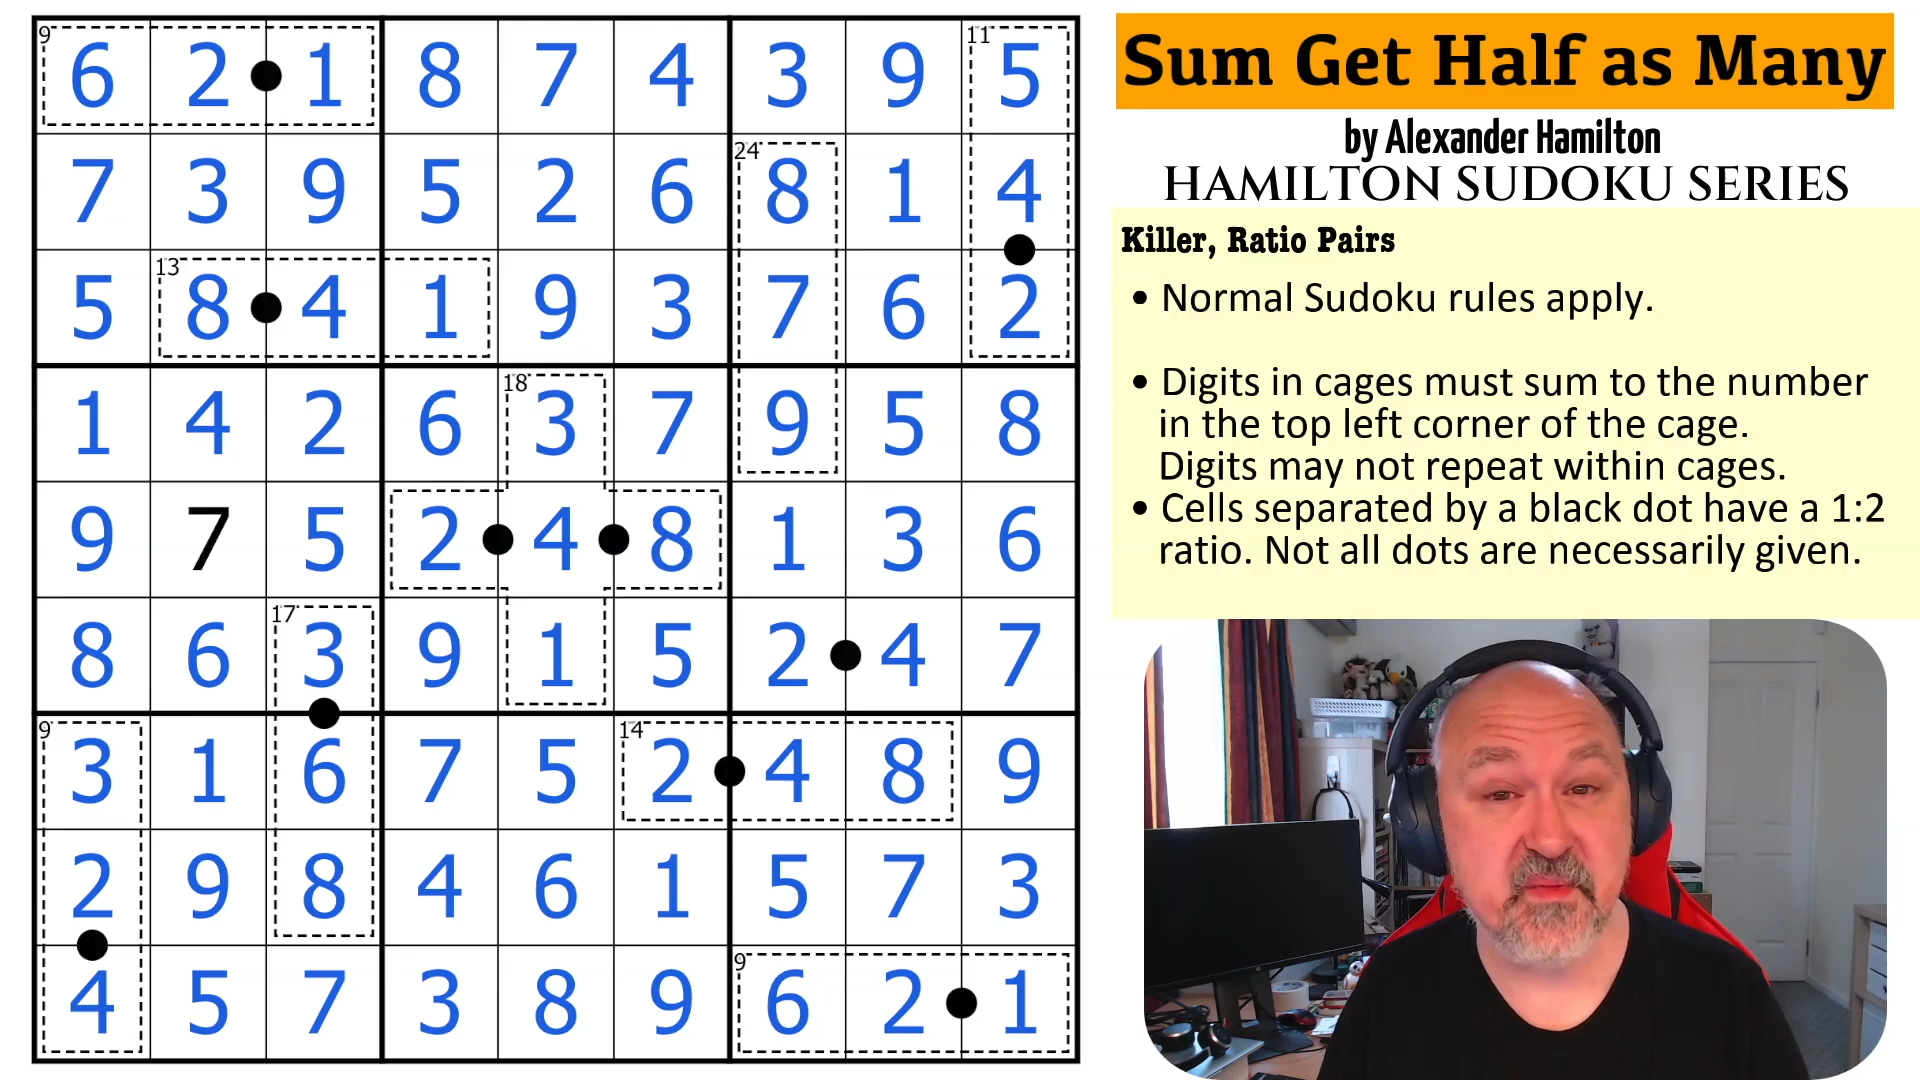 Sum Get Half as Many
by Alexander Hamilton
HAMILTON SUDOKU SERIES
Killer, Ratio Pairs
• Normal Sudoku rules apply.
• Digits in cages must sum to the number
in the top left corner of the cage.
Digits may not repeat within cages.
• Cells separated by a black dot have a 1:2
ratio. Not all dots are necessarily given.
9 11
6 2 1 8 7 4 3 9 5
24
7 3 9 5 2 6 8 1 4
13
5 8 4 1 9 3 7 6 2
18
1 4 2 6 3 7 9 5 8
9 7 5 2 4 8 1 3 6
17
8 6 3 9 1 5 2 4 7
9 14
3 1 6 7 5 2 4 8 9
2 9 8 4 6 1 5 7 3
9
4 5 7 3 8 9 6 2 1